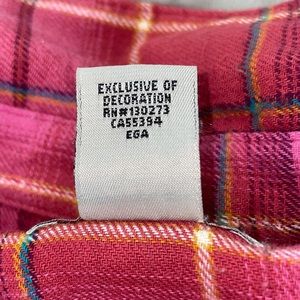 EXCLUSIVE OF
DECORATION
RN#130273
CA55394
EGA